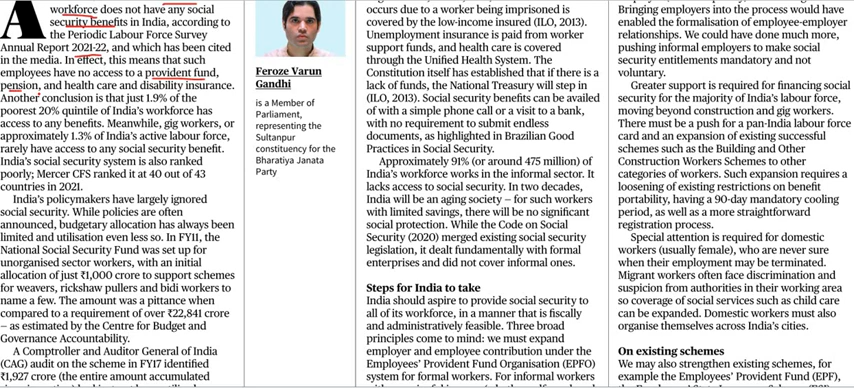 A workforce does not have any social
security benefits in India, according to
the Periodic Labour Force Survey
Annual Report 2021-22, and which has been cited
in the media. In effect, this means that such
employees have no access to a provident fund,
pension, and health care and disability insurance.
Another conclusion is that just 1.9% of the
poorest 20% quintile of India's workforce has
access to any benefits. Meanwhile, gig workers, or
approximately 1.3% of India's active labour force,
rarely have access to any social security benefit.
India's social security system is also ranked
poorly; Mercer CFS ranked it at 40 out of 43
countries in 2021.
India's policymakers have largely ignored
social security. While policies are often
announced, budgetary allocation has always been
limited and utilisation even less so. In FY11, the
National Social Security Fund was set up for
unorganised sector workers, with an initial
allocation of just ₹1,000 crore to support schemes
for weavers, rickshaw pullers and bidi workers to
name a few. The amount was a pittance when
compared to a requirement of over ₹22,841 crore
— as estimated by the Centre for Budget and
Governance Accountability.
A Comptroller and Auditor General of India
(CAG) audit on the scheme in FY17 identified
₹1,927 crore (the entire amount accumulated
Feroze Varun
Gandhi
is a Member of
Parliament,
representing the
Sultanpur
constituency for the
Bharatiya Janata
Party
occurs due to a worker being imprisoned is
covered by the low-income insured (ILO, 2013).
Unemployment insurance is paid from worker
support funds, and health care is covered
through the Unified Health System. The
Constitution itself has established that if there is a
lack of funds, the National Treasury will step in
(ILO, 2013). Social security benefits can be availed
of with a simple phone call or a visit to a bank,
with no requirement to submit endless
documents, as highlighted in Brazilian Good
Practices in Social Security.
Approximately 91% (or around 475 million) of
India's workforce works in the informal sector. It
lacks access to social security. In two decades,
India will be an aging society — for such workers
with limited savings, there will be no significant
social protection. While the Code on Social
Security (2020) merged existing social security
legislation, it dealt fundamentally with formal
enterprises and did not cover informal ones.
Steps for India to take
India should aspire to provide social security to
all of its workforce, in a manner that is fiscally
and administratively feasible. Three broad
principles come to mind: we must expand
employer and employee contribution under the
Employees' Provident Fund Organisation (EPFO)
system for formal workers. For informal workers
Bringing employers into the process would have
enabled the formalisation of employee-employer
relationships. We could have done much more,
pushing informal employers to make social
security entitlements mandatory and not
voluntary.
Greater support is required for financing social
security for the majority of India's labour force,
moving beyond construction and gig workers.
There must be a push for a pan-India labour force
card and an expansion of existing successful
schemes such as the Building and Other
Construction Workers Schemes to other
categories of workers. Such expansion requires a
loosening of existing restrictions on benefit
portability, having a 90-day mandatory cooling
period, as well as a more straightforward
registration process.
Special attention is required for domestic
workers (usually female), who are never sure
when their employment may be terminated.
Migrant workers often face discrimination and
suspicion from authorities in their working area
so coverage of social services such as child care
can be expanded. Domestic workers must also
organise themselves across India's cities.
On existing schemes
We may also strengthen existing schemes, for
example the Employees' Provident Fund (EPF),